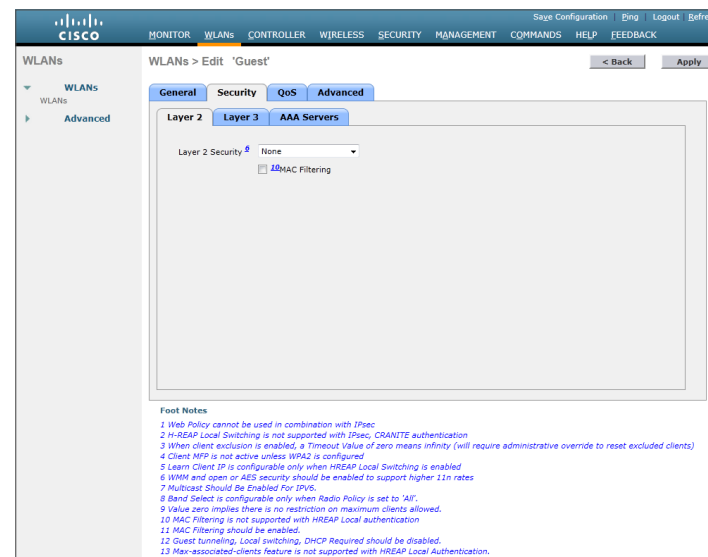 Save Configuration Ping Logout Refre
CISCO MONITOR WLANs CONTROLLER WIRELESS SECURITY MANAGEMENT COMMANDS HELP FEEDBACK
WLANs
WLANs > Edit 'Guest'
< Back Apply
WLANs
WLANs
Advanced
General Security QoS Advanced
Layer 2 Layer 3 AAA Servers
Layer 2 Security 6 None
10MAC Filtering
Foot Notes
1 Web Policy cannot be used in combination with IPsec
2 H-REAP Local Switching is not supported with IPsec, CRANITE authentication
3 When client exclusion is enabled, a Timeout Value of zero means infinity (will require administrative override to reset excluded clients)
4 Client MFP is not active unless WPA2 is configured
5 Learn Client IP is configurable only when HREAP Local Switching is enabled
6 WMM and open or AES security should be enabled to support higher 11n rates
7 Multicast Should Be Enabled For IPV6.
8 Band Select is configurable only when Radio Policy is set to 'All'.
9 Value zero implies there is no restriction on maximum clients allowed.
10 MAC Filtering is not supported with HREAP Local authentication
11 MAC Filtering should be enabled.
12 Guest tunneling, Local switching, DHCP Required should be disabled.
13 Max-associated-clients feature is not supported with HREAP Local Authentication.